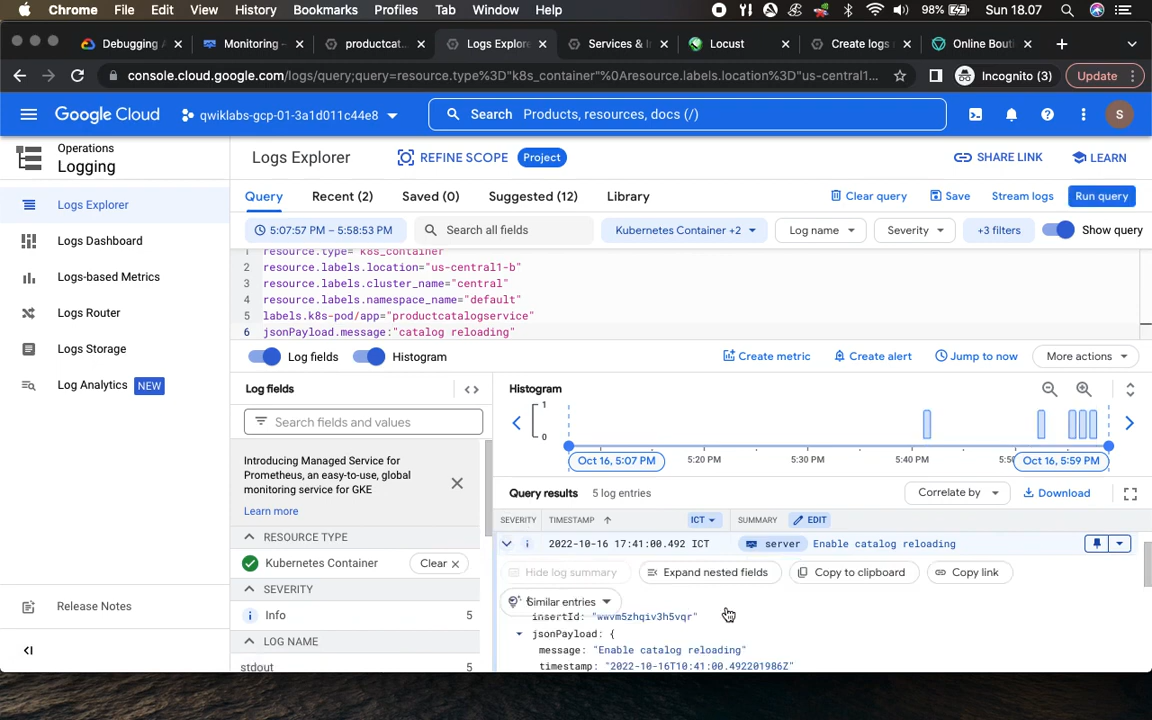 Chrome File Edit View History Bookmarks Profiles Tab Window Help 98% Sun 18.07
Debugging Monitoring - productcat. Logs Explore Services & I Locust Create logs Online Bouti
console.cloud.google.com/logs/query;query=resource.type%3D"k8s_container"%0Aresource.labels.location%3D"us-central1... Incognito (3) Update
Google Cloud qwiklabs-gcp-01-3a1d011c44e8 Search Products, resources, docs (/) S
Operations
Logging
Logs Explorer REFINE SCOPE Project SHARE LINK LEARN
Logs Explorer
Logs Dashboard
Logs-based Metrics
Logs Router
Logs Storage
Log Analytics NEW
Release Notes
Query Recent (2) Saved (0) Suggested (12) Library Clear query Save Stream logs Run query
5:07:57 PM – 5:58:53 PM Search all fields Kubernetes Container +2 Log name Severity +3 filters Show query
1 resource.type="k8s_container"
2 resource.labels.location="us-central1-b"
3 resource.labels.cluster_name="central"
4 resource.labels.namespace_name="default"
5 labels.k8s-pod/app="productcatalogservice"
6 jsonPayload.message:"catalog reloading"
Log fields Histogram Create metric Create alert Jump to now More actions
Log fields
Search fields and values
Introducing Managed Service for
Prometheus, an easy-to-use, global
monitoring service for GKE
Learn more
RESOURCE TYPE
Kubernetes Container Clear
SEVERITY
Info 5
LOG NAME
stdout 5
Histogram
1
0
Oct 16, 5:07 PM 5:20 PM 5:30 PM 5:40 PM 5:50 Oct 16, 5:59 PM
Query results 5 log entries Correlate by Download
SEVERITY TIMESTAMP ICT SUMMARY EDIT
2022-10-16 17:41:00.492 ICT server Enable catalog reloading
Hide log summary Expand nested fields Copy to clipboard Copy link
Similar entries
insertId: "wwvm5zhqiv3h5vqr"
jsonPayload: {
message: "Enable catalog reloading"
timestamp: "2022-10-16T10:41:00.492201986Z"